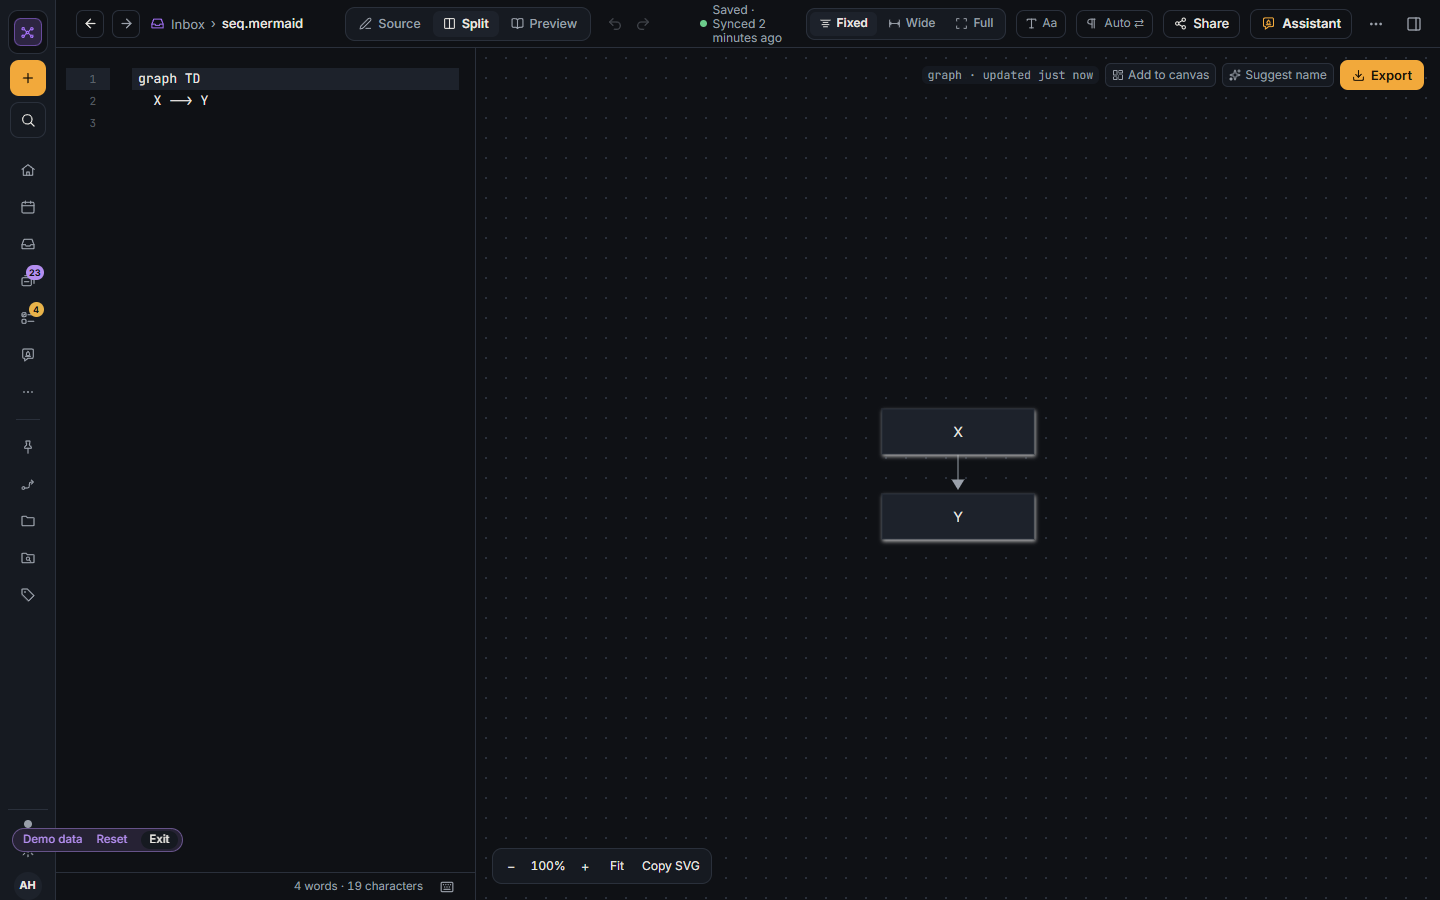 Inbox › seq.mermaid
Source
Split
Preview
Saved ·
Synced 2
minutes ago
Fixed
Wide
Full
Aa
Auto ⇄
Share
Assistant
1 graph TD
2 X ⟶ Y
3
graph · updated just now
Add to canvas
Suggest name
Export
23
4
X
Y
Demo data
Reset
Exit
AH
− 100% + Fit Copy SVG
4 words · 19 characters